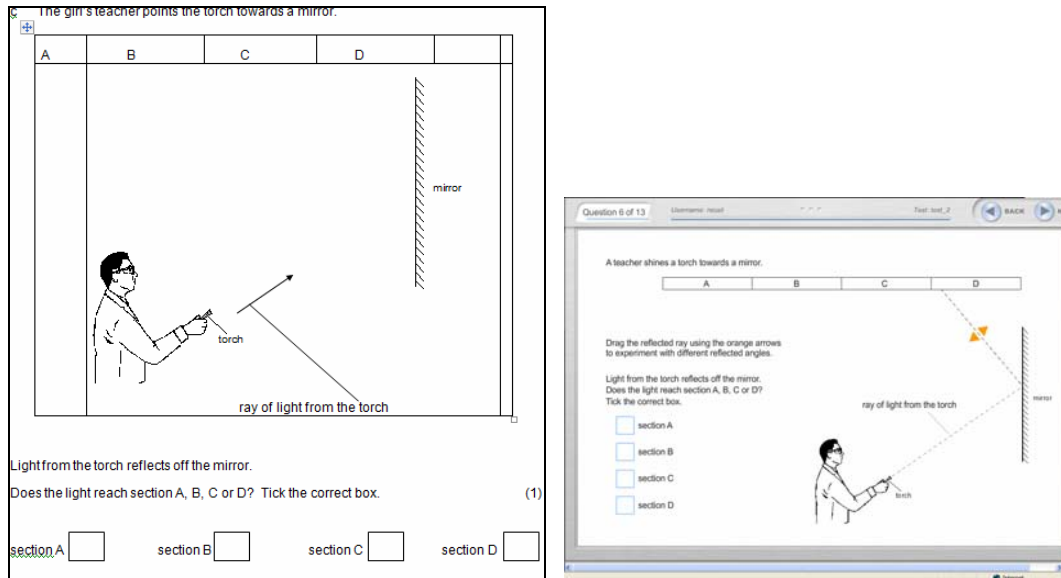 c The girl's teacher points the torch towards a mirror.
A B C D
mirror
torch
ray of light from the torch
Light from the torch reflects off the mirror.
Does the light reach section A, B, C or D? Tick the correct box. (1)
section A section B section C section D
Question 6 of 13
Username: Test: test_2
BACK
A teacher shines a torch towards a mirror.
A B C D
Drag the reflected ray using the orange arrows
to experiment with different reflected angles.
Light from the torch reflects off the mirror.
Does the light reach section A, B, C or D?
Tick the correct box.
ray of light from the torch
mirror
section A
section B
section C
section D
torch